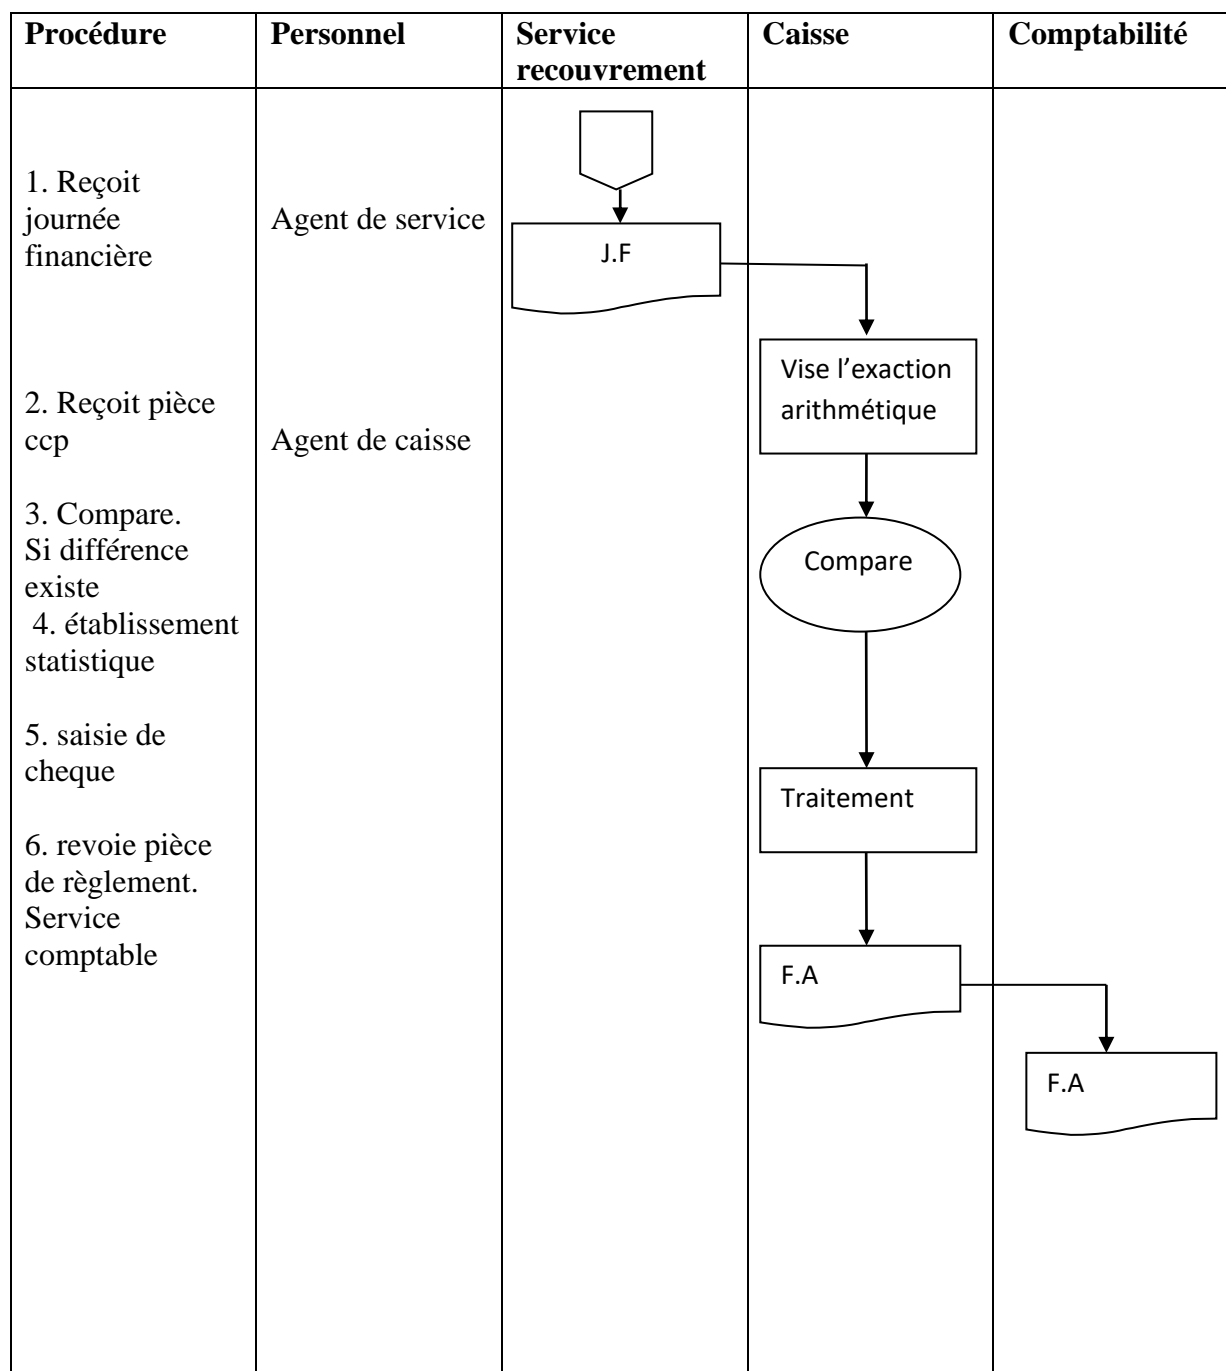 Procédure
Personnel
Service
recouvrement
Caisse
Comptabilité
1. Reçoit
journée
financière
2. Reçoit pièce
ccp
3. Compare.
Si différence
existe
4. établissement
statistique
5. saisie de
cheque
6. revoie pièce
de règlement.
Service
comptable
Agent de service
Agent de caisse
J.F
Vise l’exaction
arithmétique
Compare
Traitement
F.A
F.A